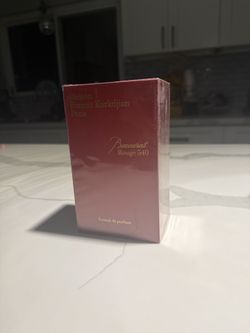 Maison
Francis Kurkdjian
Paris
Baccarat
Rouge 540
Extrait de parfum